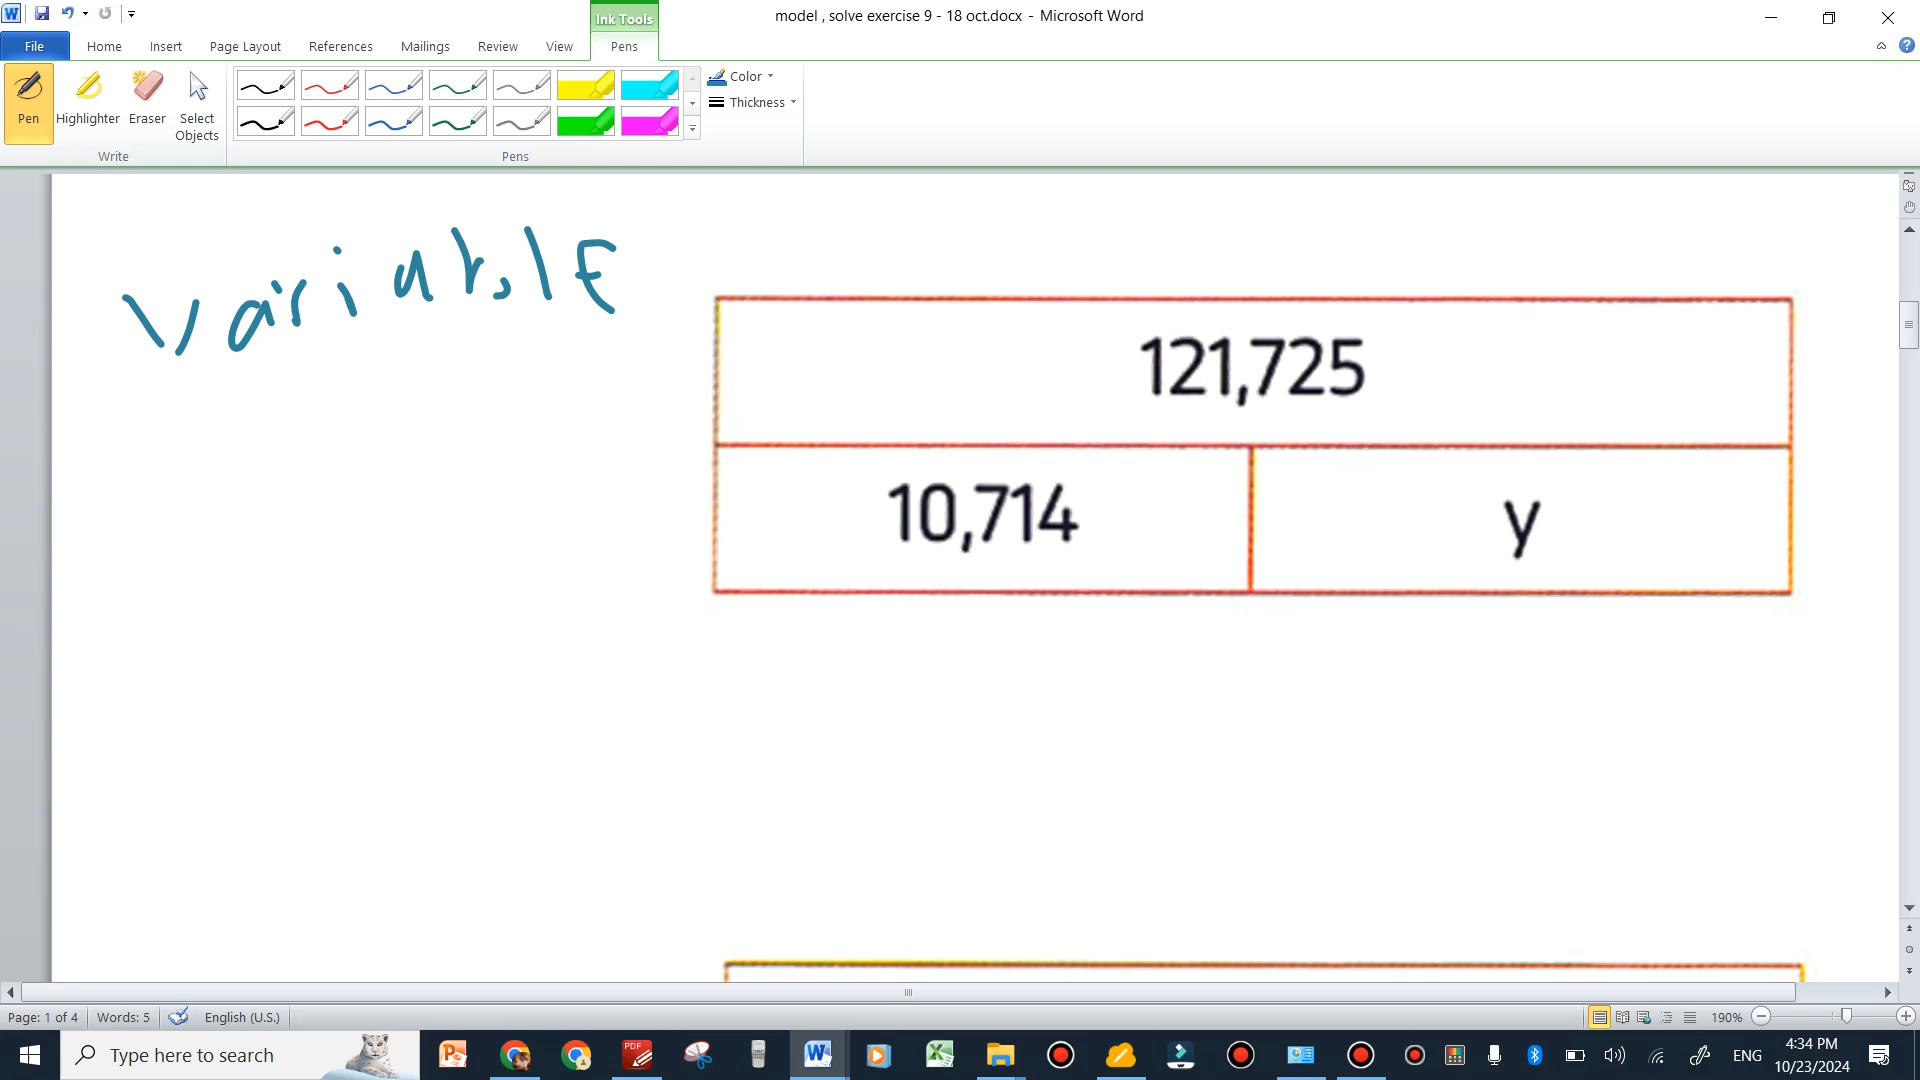 model , solve exercise 9 - 18 oct.docx - Microsoft Word
Ink Tools
File Home Insert Page Layout References Mailings Review View Pens
Pen Highlighter Eraser Select Objects
Color
Thickness
Write Pens
variable
121,725
10,714 y
Page: 1 of 4 Words: 5 English (U.S.) 190%
Type here to search
ENG
4:34 PM
10/23/2024